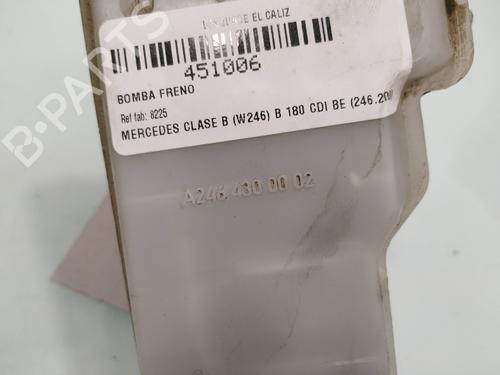 EL CALIZ
451006
BOMBA FRENO
Ref fab: 8225
MERCEDES CLASE B (W246) B 180 CDI BE (246.20
A246 430 00 02
B-PARTS